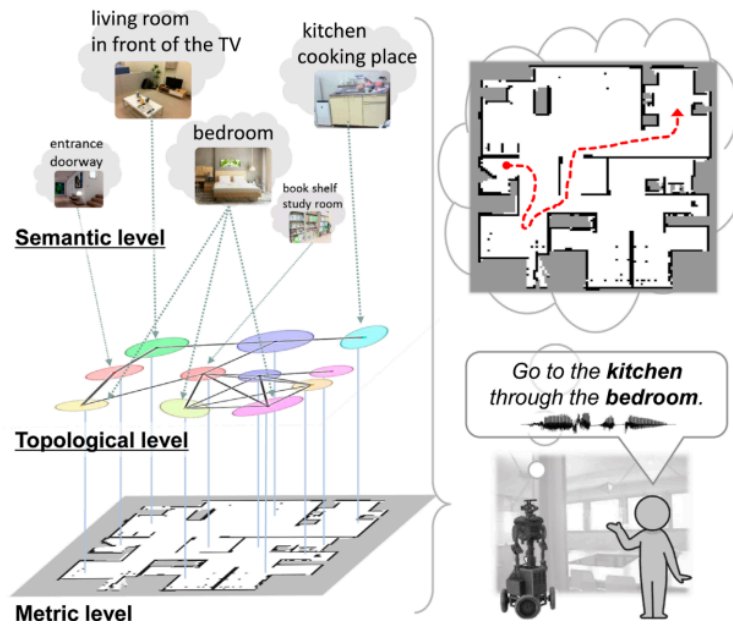 living room
in front of the TV
kitchen
cooking place
entrance
doorway
bedroom
book shelf
study room
Semantic level
Topological level
Metric level
Go to the kitchen
through the bedroom.